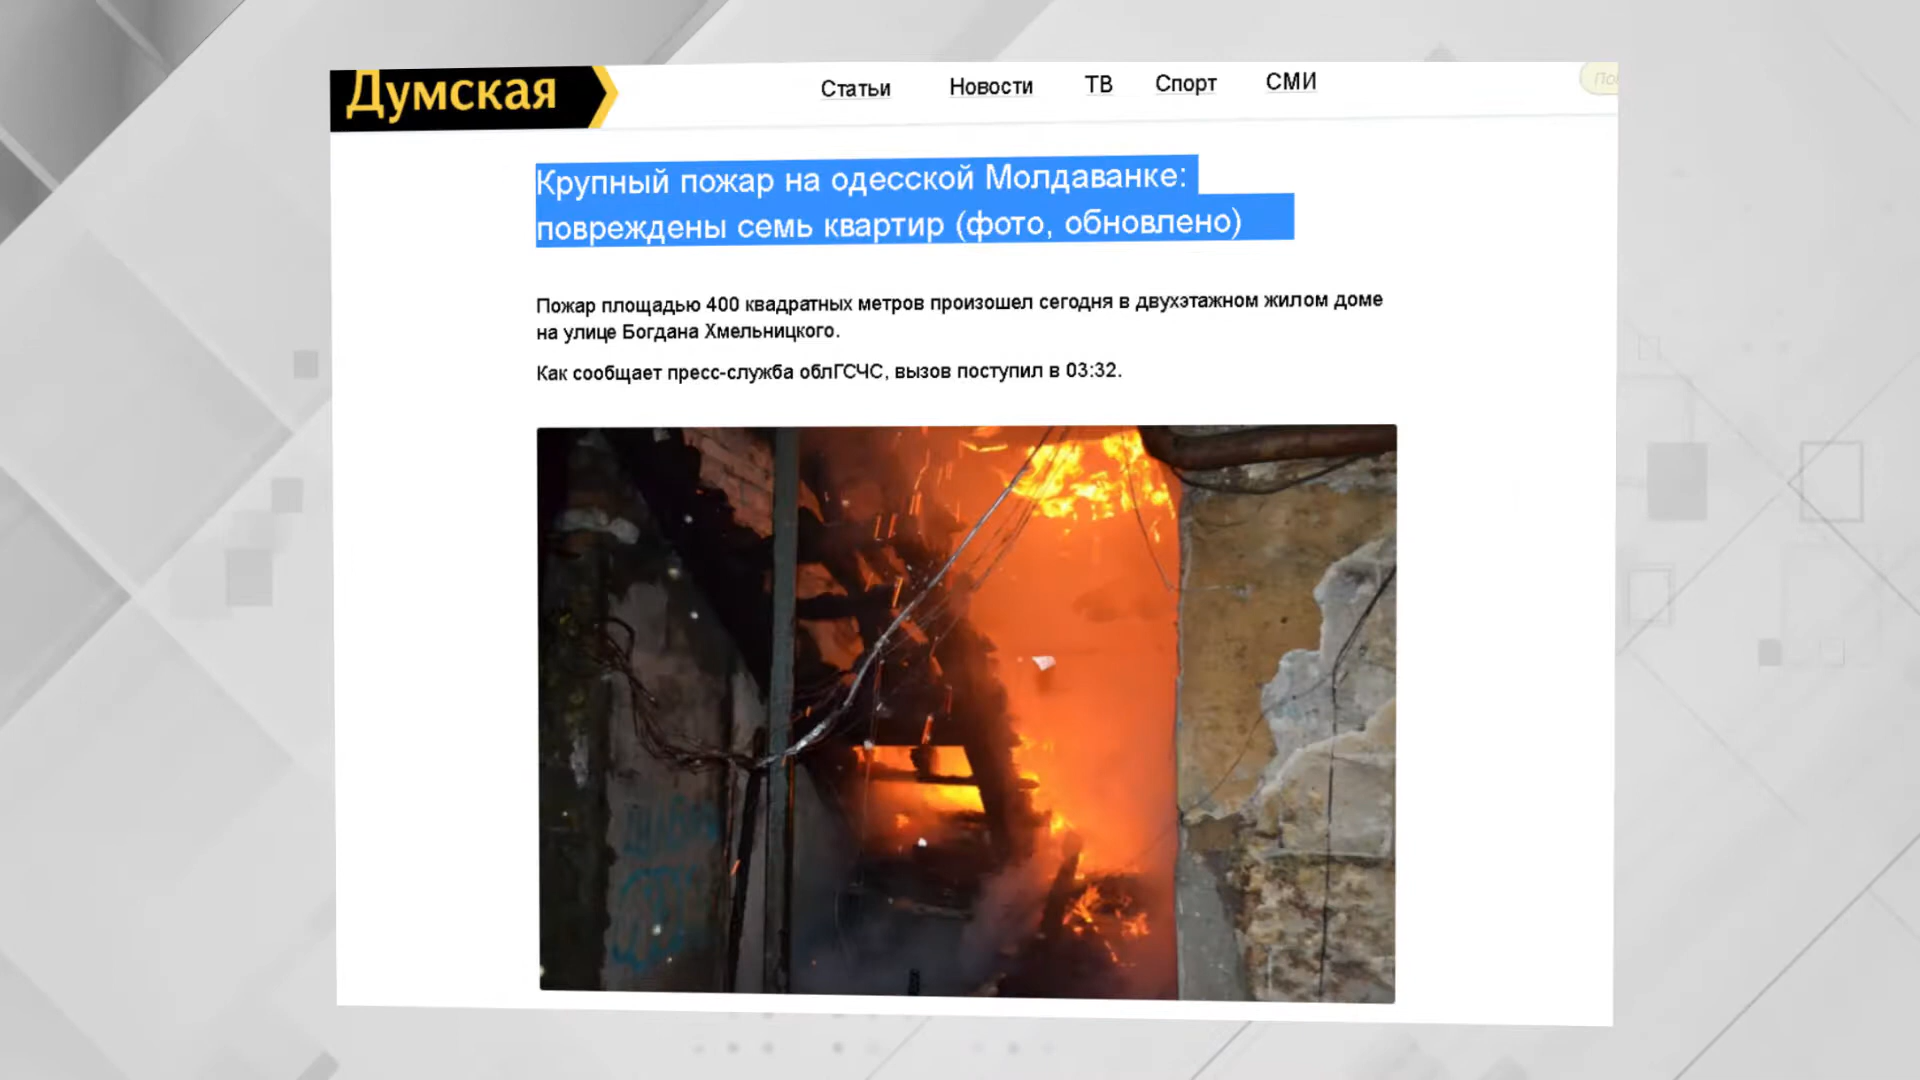 Думская
Статьи Новости ТВ Спорт СМИ
Крупный пожар на одесской Молдаванке:
повреждены семь квартир (фото, обновлено)
Пожар площадью 400 квадратных метров произошел сегодня в двухэтажном жилом доме
на улице Богдана Хмельницкого.
Как сообщает пресс-служба облГСЧС, вызов поступил в 03:32.